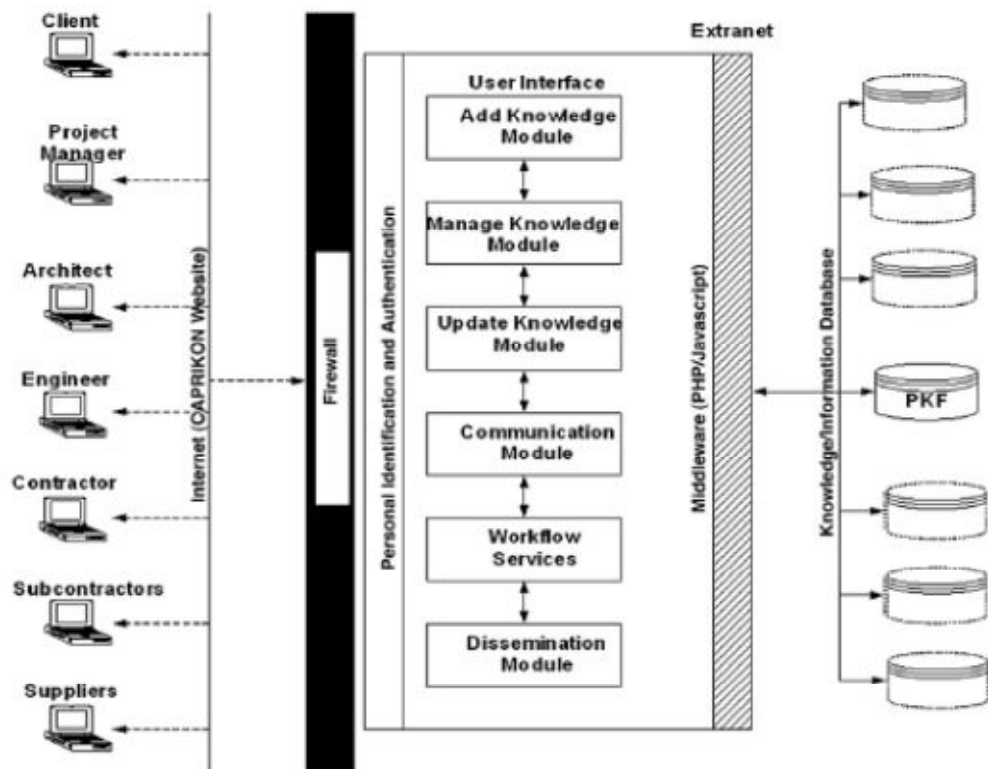 Client
Project
Manager
Architect
Engineer
Contractor
Subcontractors
Suppliers
Internet (CAPRIKON Website)
Firewall
Personal Identification and Authentication
User Interface
Add Knowledge
Module
Manage Knowledge
Module
Update Knowledge
Module
Communication
Module
Workflow
Services
Dissemination
Module
Extranet
Middleware (PHP/Javascript)
Knowledge/Information Database
PKF